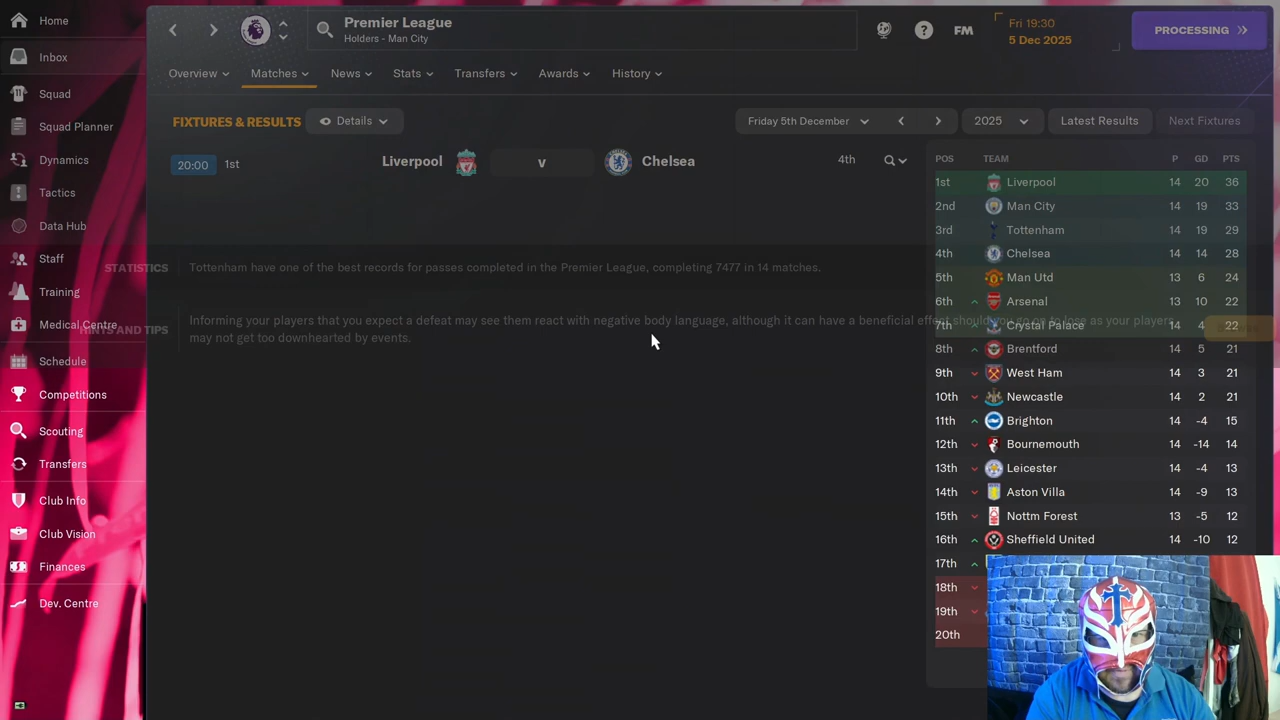 Home
Inbox
Squad
Squad Planner
Dynamics
Tactics
Data Hub
Staff
Training
Medical Centre
Schedule
Competitions
Scouting
Transfers
Club Info
Club Vision
Finances
Dev. Centre
Premier League
Holders - Man City
FM
Fri 19:30
5 Dec 2025
PROCESSING
Overview Matches News Stats Transfers Awards History
FIXTURES & RESULTS Details Friday 5th December 2025 Latest Results Next Fixtures
20:00 1st Liverpool v Chelsea 4th
STATISTICS Tottenham have one of the best records for passes completed in the Premier League, completing 7477 in 14 matches.
HINTS AND TIPS Informing your players that you expect a defeat may see them react with negative body language, although it can have a beneficial effect should you go on to lose as your players
may not get too downhearted by events.
POS TEAM P GD PTS
1st Liverpool 14 20 36
2nd Man City 14 19 33
3rd Tottenham 14 19 29
4th Chelsea 14 14 28
5th Man Utd 13 6 24
6th Arsenal 13 10 22
7th Crystal Palace 14 4 22
8th Brentford 14 5 21
9th West Ham 14 3 21
10th Newcastle 14 2 21
11th Brighton 14 -4 15
12th Bournemouth 14 -14 14
13th Leicester 14 -4 13
14th Aston Villa 14 -9 13
15th Nottm Forest 13 -5 12
16th Sheffield United 14 -10 12
17th
18th
19th
20th